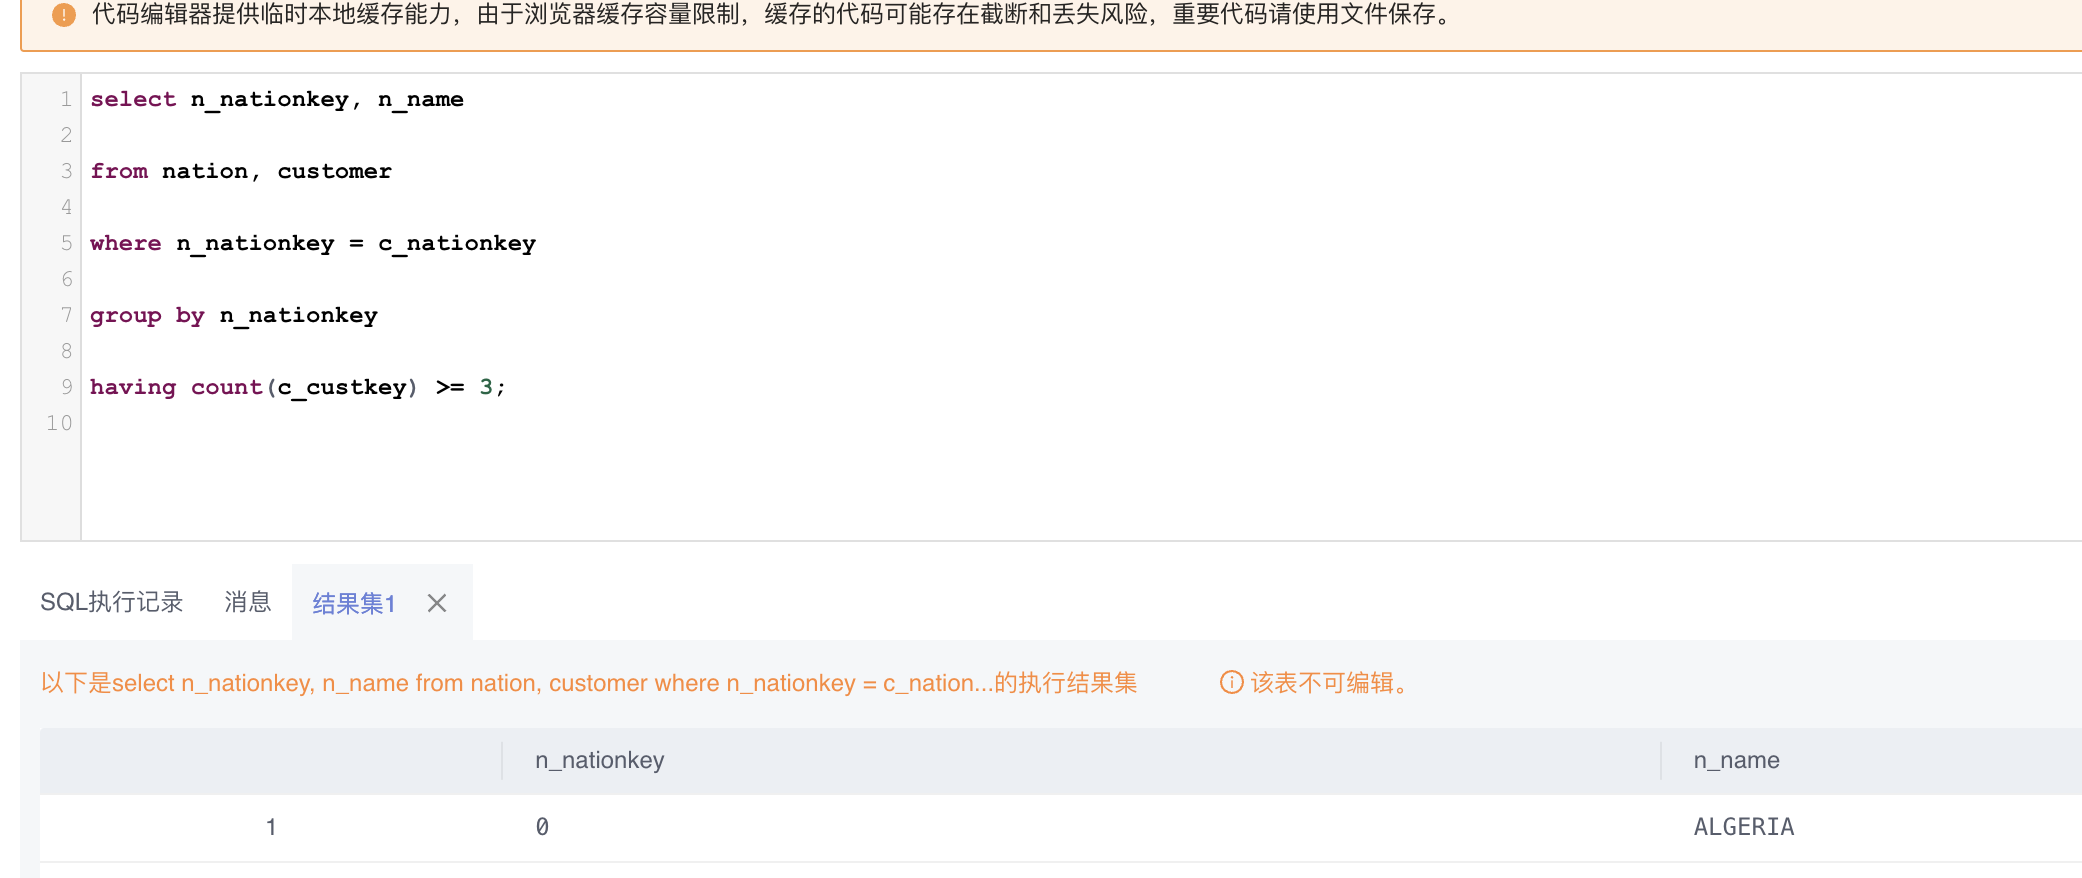 代码编辑器提供临时本地缓存能力，由于浏览器缓存容量限制，缓存的代码可能存在截断和丢失风险，重要代码请使用文件保存。
1 select n_nationkey, n_name
2
3 from nation, customer
4
5 where n_nationkey = c_nationkey
6
7 group by n_nationkey
8
9 having count(c_custkey) >= 3;
10
SQL执行记录 消息 结果集1
以下是select n_nationkey, n_name from nation, customer where n_nationkey = c_nation...的执行结果集 该表不可编辑。
n_nationkey n_name
1 0 ALGERIA